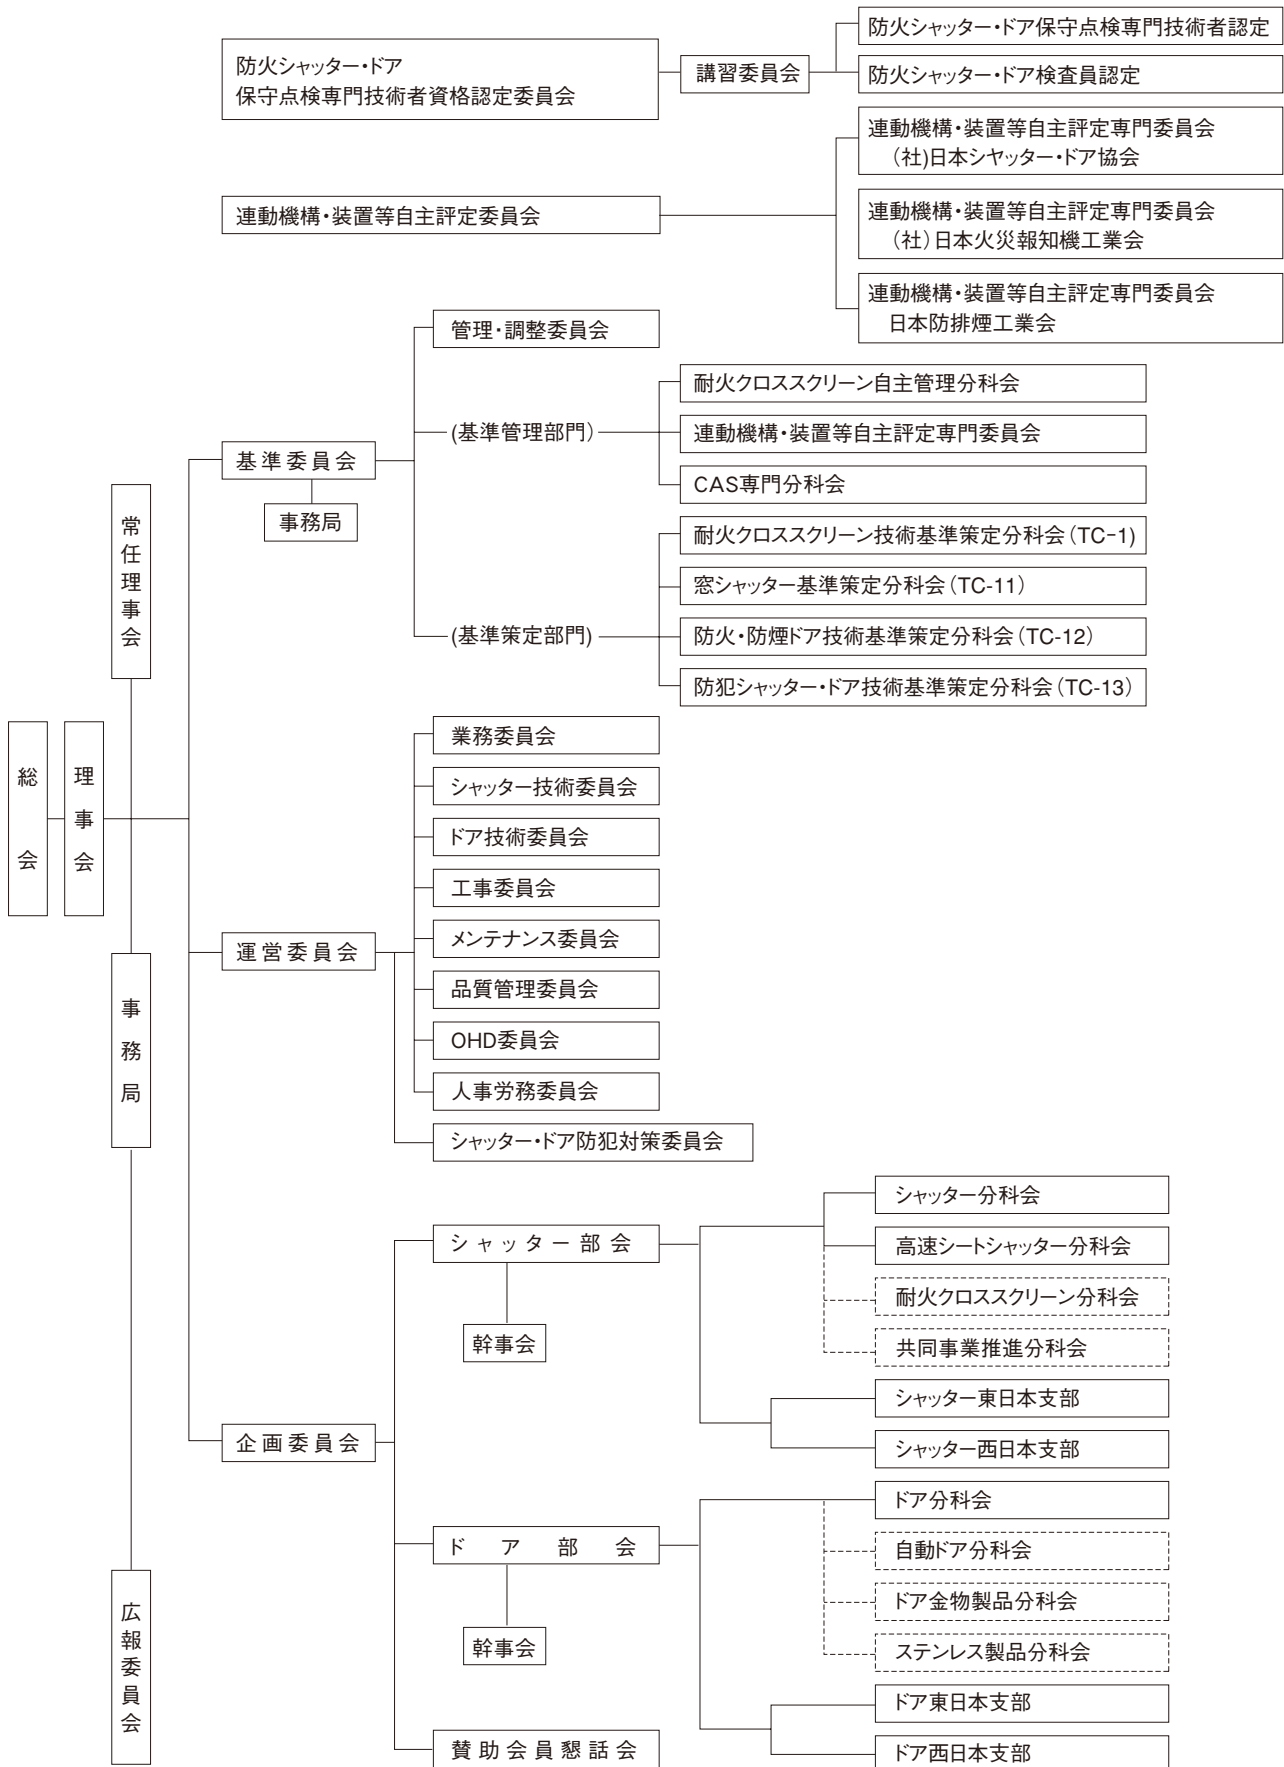 防火シャッター・ドア
保守点検専門技術者資格認定委員会
講習委員会
防火シャッター・ドア保守点検専門技術者認定
防火シャッター・ドア検査員認定
連動機構・装置等自主評定委員会
連動機構・装置等自主評定専門委員会
（社)日本シヤッター・ドア協会
連動機構・装置等自主評定専門委員会
（社）日本火災報知機工業会
連動機構・装置等自主評定専門委員会
日本防排煙工業会
総会
理事会
常任理事会
事務局
広報委員会
基準委員会
事務局
管理・調整委員会
(基準管理部門）
耐火クロススクリーン自主管理分科会
連動機構・装置等自主評定専門委員会
CAS専門分科会
(基準策定部門)
耐火クロススクリーン技術基準策定分科会（TC-1)
窓シャッター基準策定分科会（TC-11）
防火・防煙ドア技術基準策定分科会（TC-12）
防犯シャッター・ドア技術基準策定分科会（TC-13）
運営委員会
業務委員会
シャッター技術委員会
ドア技術委員会
工事委員会
メンテナンス委員会
品質管理委員会
OHD委員会
人事労務委員会
シャッター・ドア防犯対策委員会
企画委員会
シャッター部会
幹事会
シャッター分科会
高速シートシャッター分科会
耐火クロススクリーン分科会
共同事業推進分科会
シャッター東日本支部
シャッター西日本支部
ドア部会
幹事会
ドア分科会
自動ドア分科会
ドア金物製品分科会
ステンレス製品分科会
ドア東日本支部
ドア西日本支部
賛助会員懇話会